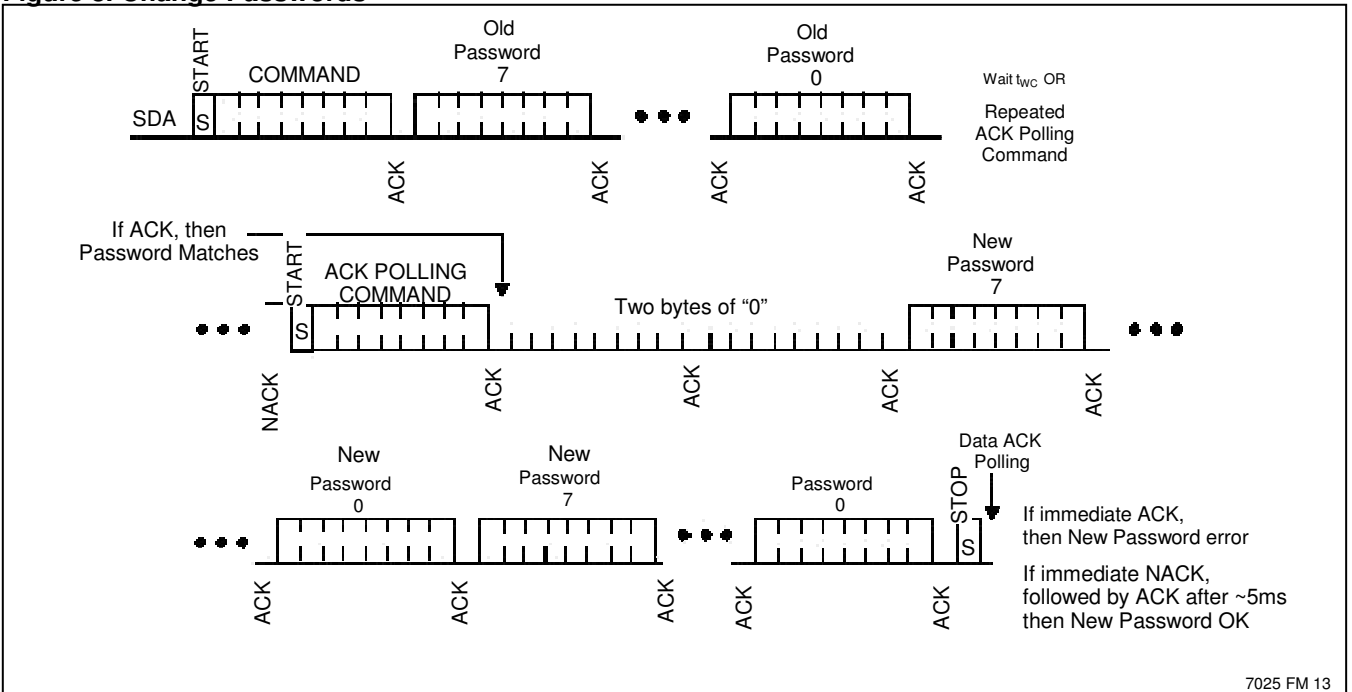 START
COMMAND
Old
Password
7
Old
Password
0
Wait tWC OR
Repeated
ACK Polling
Command
SDA
S
ACK
ACK
ACK
ACK
If ACK, then
Password Matches
START
ACK POLLING
COMMAND
Two bytes of “0”
New
Password
7
S
NACK
ACK
ACK
ACK
ACK
New
Password
0
New
Password
7
Password
0
STOP
Data ACK
Polling
S
If immediate ACK,
then New Password error
If immediate NACK,
followed by ACK after ~5ms
then New Password OK
ACK
ACK
ACK
ACK
ACK
7025 FM 13